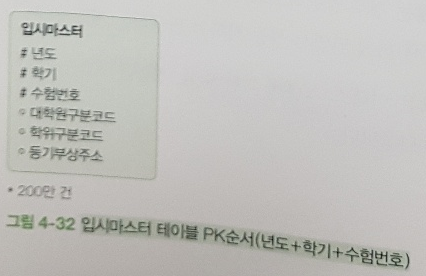 입시마스터
# 년도
# 학기
# 수험번호
○ 대학원구분코드
○ 학위구분코드
○ 등기부상주소
* 200만 건
그림 4-32 입시마스터 테이블 PK순서(년도+학기+수험번호)